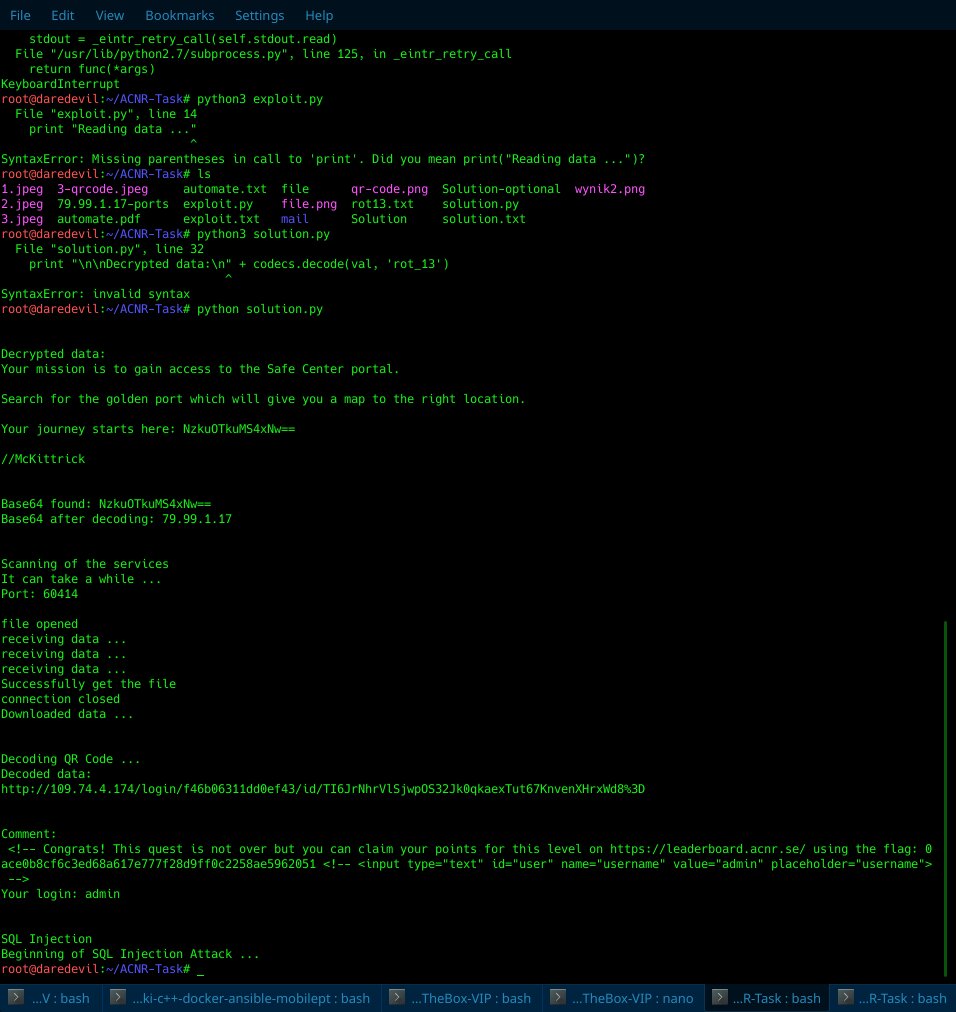 File Edit View Bookmarks Settings Help
    stdout = _eintr_retry_call(self.stdout.read)
  File "/usr/lib/python2.7/subprocess.py", line 125, in _eintr_retry_call
    return func(*args)
KeyboardInterrupt
root@daredevil:~/ACNR-Task# python3 exploit.py
  File "exploit.py", line 14
    print "Reading data ..."
                           ^
SyntaxError: Missing parentheses in call to 'print'. Did you mean print("Reading data ...")?
root@daredevil:~/ACNR-Task# ls
1.jpeg  3-qrcode.jpeg     automate.txt  file      qr-code.png  Solution-optional  wynik2.png
2.jpeg  79.99.1.17-ports  exploit.py    file.png  rot13.txt    solution.py
3.jpeg  automate.pdf      exploit.txt   mail      Solution     solution.txt
root@daredevil:~/ACNR-Task# python3 solution.py
  File "solution.py", line 32
    print "\n\nDecrypted data:\n" + codecs.decode(val, 'rot_13')
                                ^
SyntaxError: invalid syntax
root@daredevil:~/ACNR-Task# python solution.py
Decrypted data:
Your mission is to gain access to the Safe Center portal.
Search for the golden port which will give you a map to the right location.
Your journey starts here: NzkuOTkuMS4xNw==
//McKittrick
Base64 found: NzkuOTkuMS4xNw==
Base64 after decoding: 79.99.1.17
Scanning of the services
It can take a while ...
Port: 60414
file opened
receiving data ...
receiving data ...
receiving data ...
Successfully get the file
connection closed
Downloaded data ...
Decoding QR Code ...
Decoded data:
http://109.74.4.174/login/f46b06311dd0ef43/id/TI6JrNhrVlSjwpOS32Jk0qkaexTut67KnvenXHrxWd8%3D
Comment:
 <!-- Congrats! This quest is not over but you can claim your points for this level on https://leaderboard.acnr.se/ using the flag: 0
ace0b8cf6c3ed68a617e777f28d9ff0c2258ae5962051 <!-- <input type="text" id="user" name="username" value="admin" placeholder="username">
 -->
Your login: admin
SQL Injection
Beginning of SQL Injection Attack ...
root@daredevil:~/ACNR-Task# _
...V : bash ...ki-c++-docker-ansible-mobilept : bash ...TheBox-VIP : bash ...TheBox-VIP : nano ...R-Task : bash ...R-Task : bash